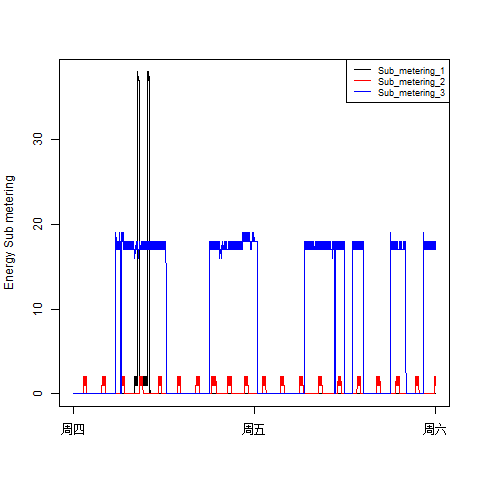 Sub_metering_1
Sub_metering_2
Sub_metering_3
Energy Sub metering
30
20
10
0
周四 周五 周六